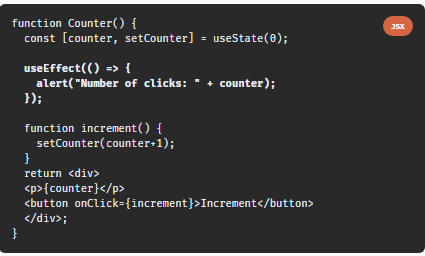 function Counter() {
JSX
const [counter, setCounter] = useState(0);
useEffect(() => {
alert("Number of clicks: " + counter);
});
function increment() {
setCounter(counter+1);
}
return <div>
<p>{counter}</p>
<button onClick={increment}>Increment</button>
</div>;
}